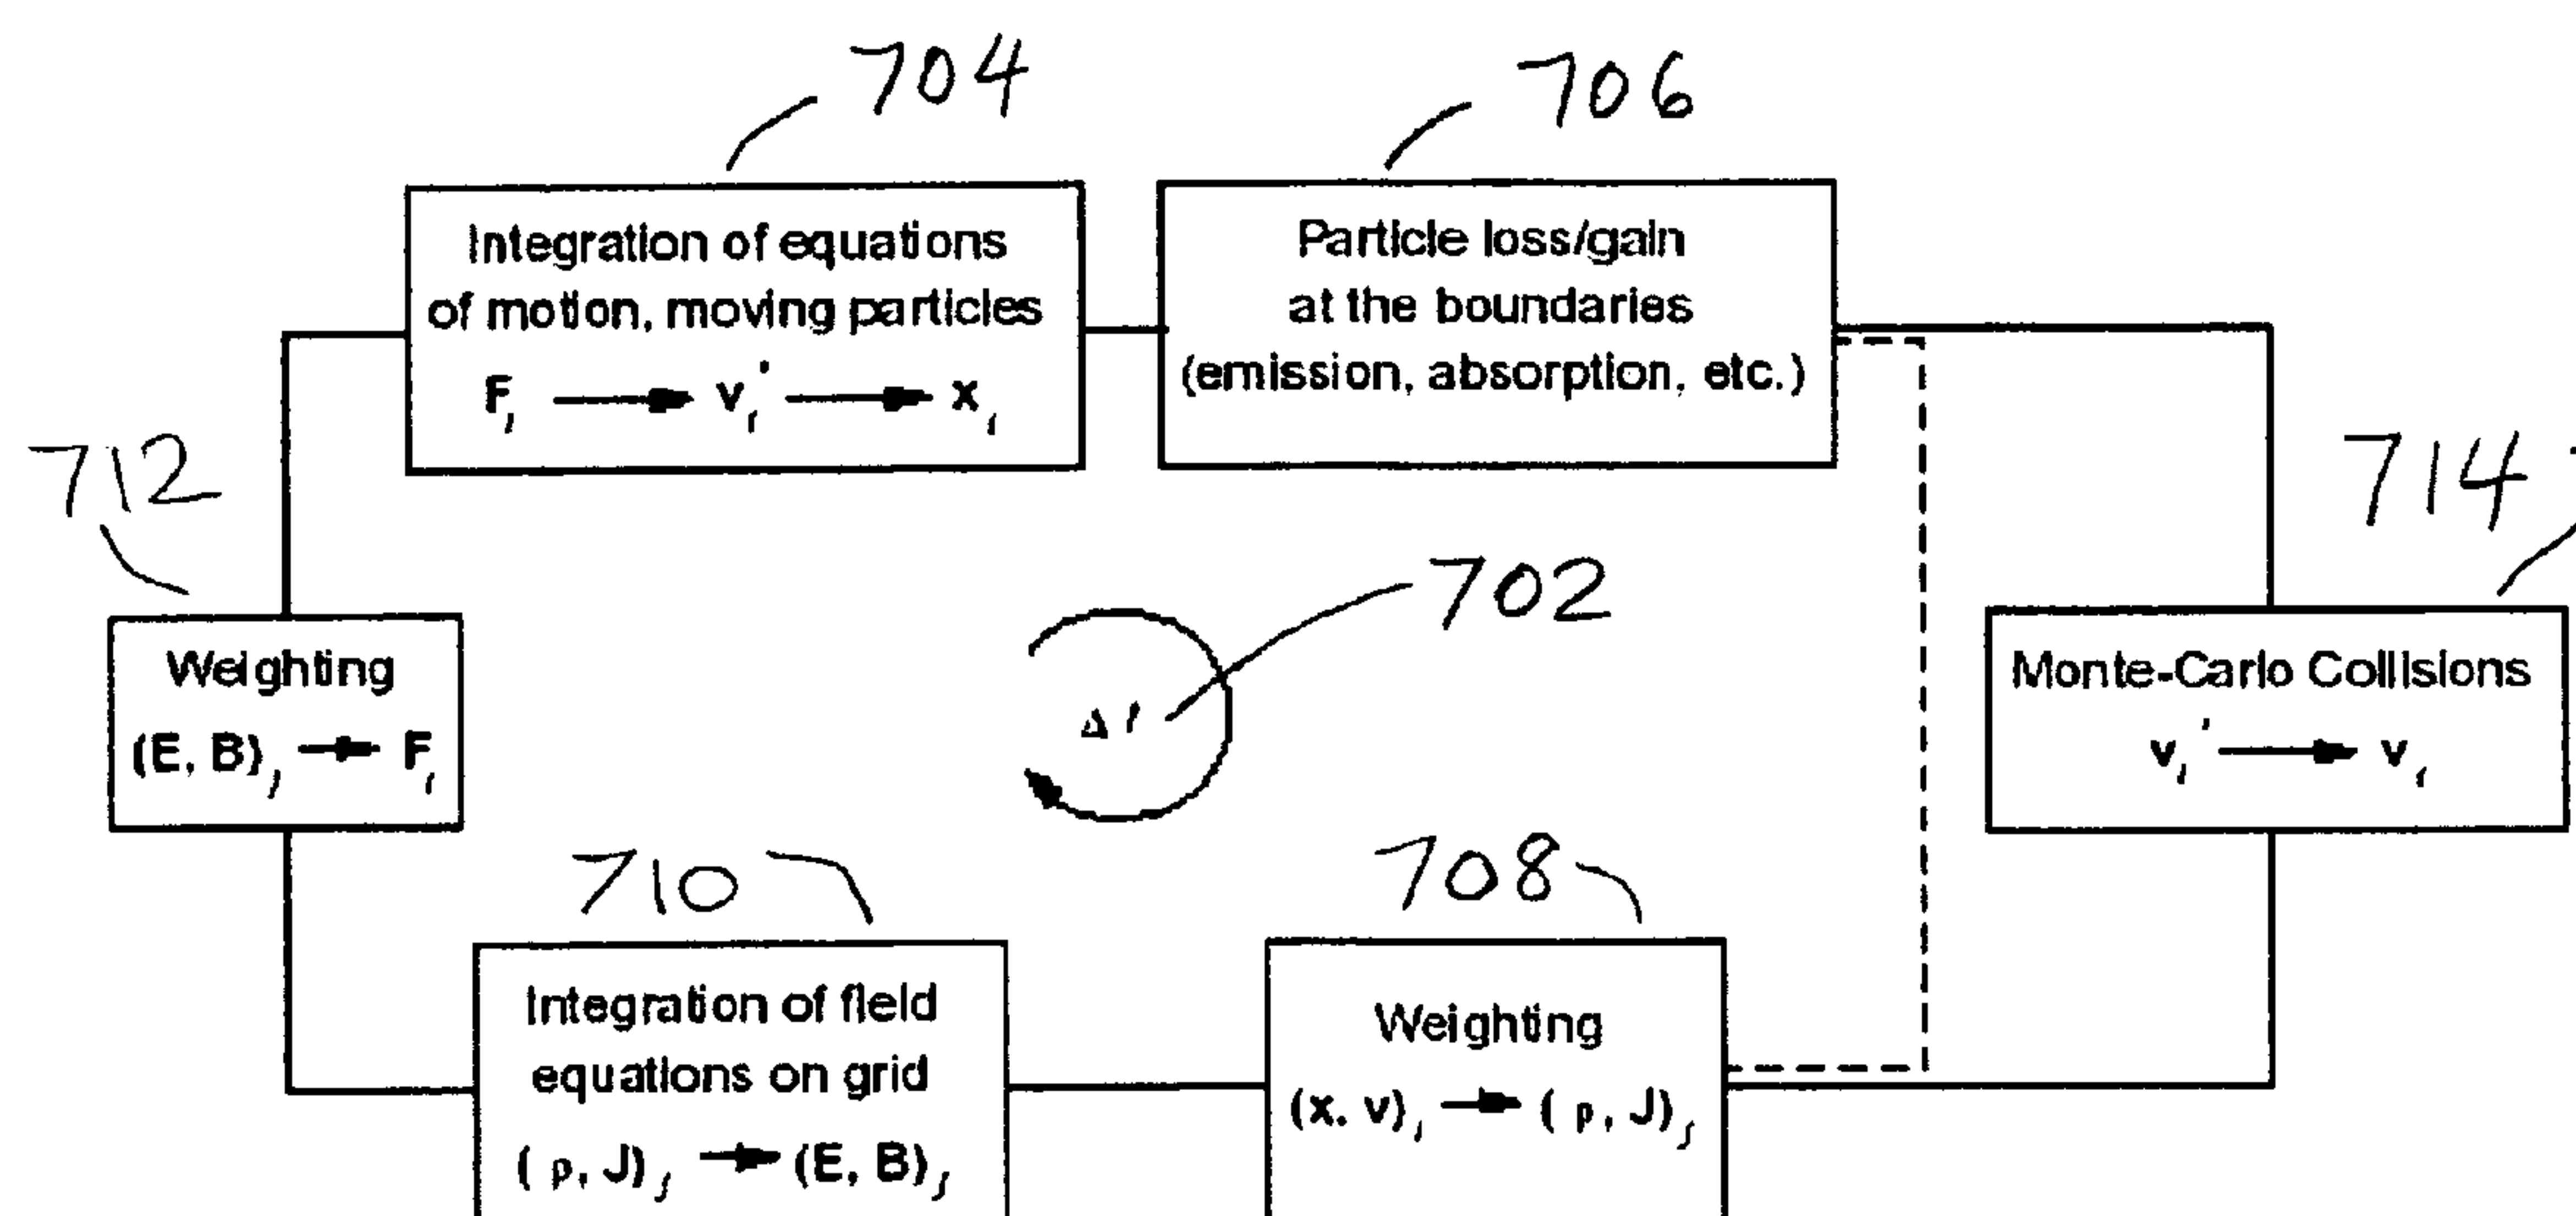 704
706
Integration of equations
of motion, moving particles
F_i → v_i' → x_i
Particle loss/gain
at the boundaries
(emission, absorption, etc.)
712
714
702
Weighting
(E, B)_j → F_i
Δt
Monte-Carlo Collisions
v_i' → v_i
710
708
Integration of field
equations on grid
(ρ, J)_j → (E, B)_j
Weighting
(x, v)_i → (ρ, J)_j